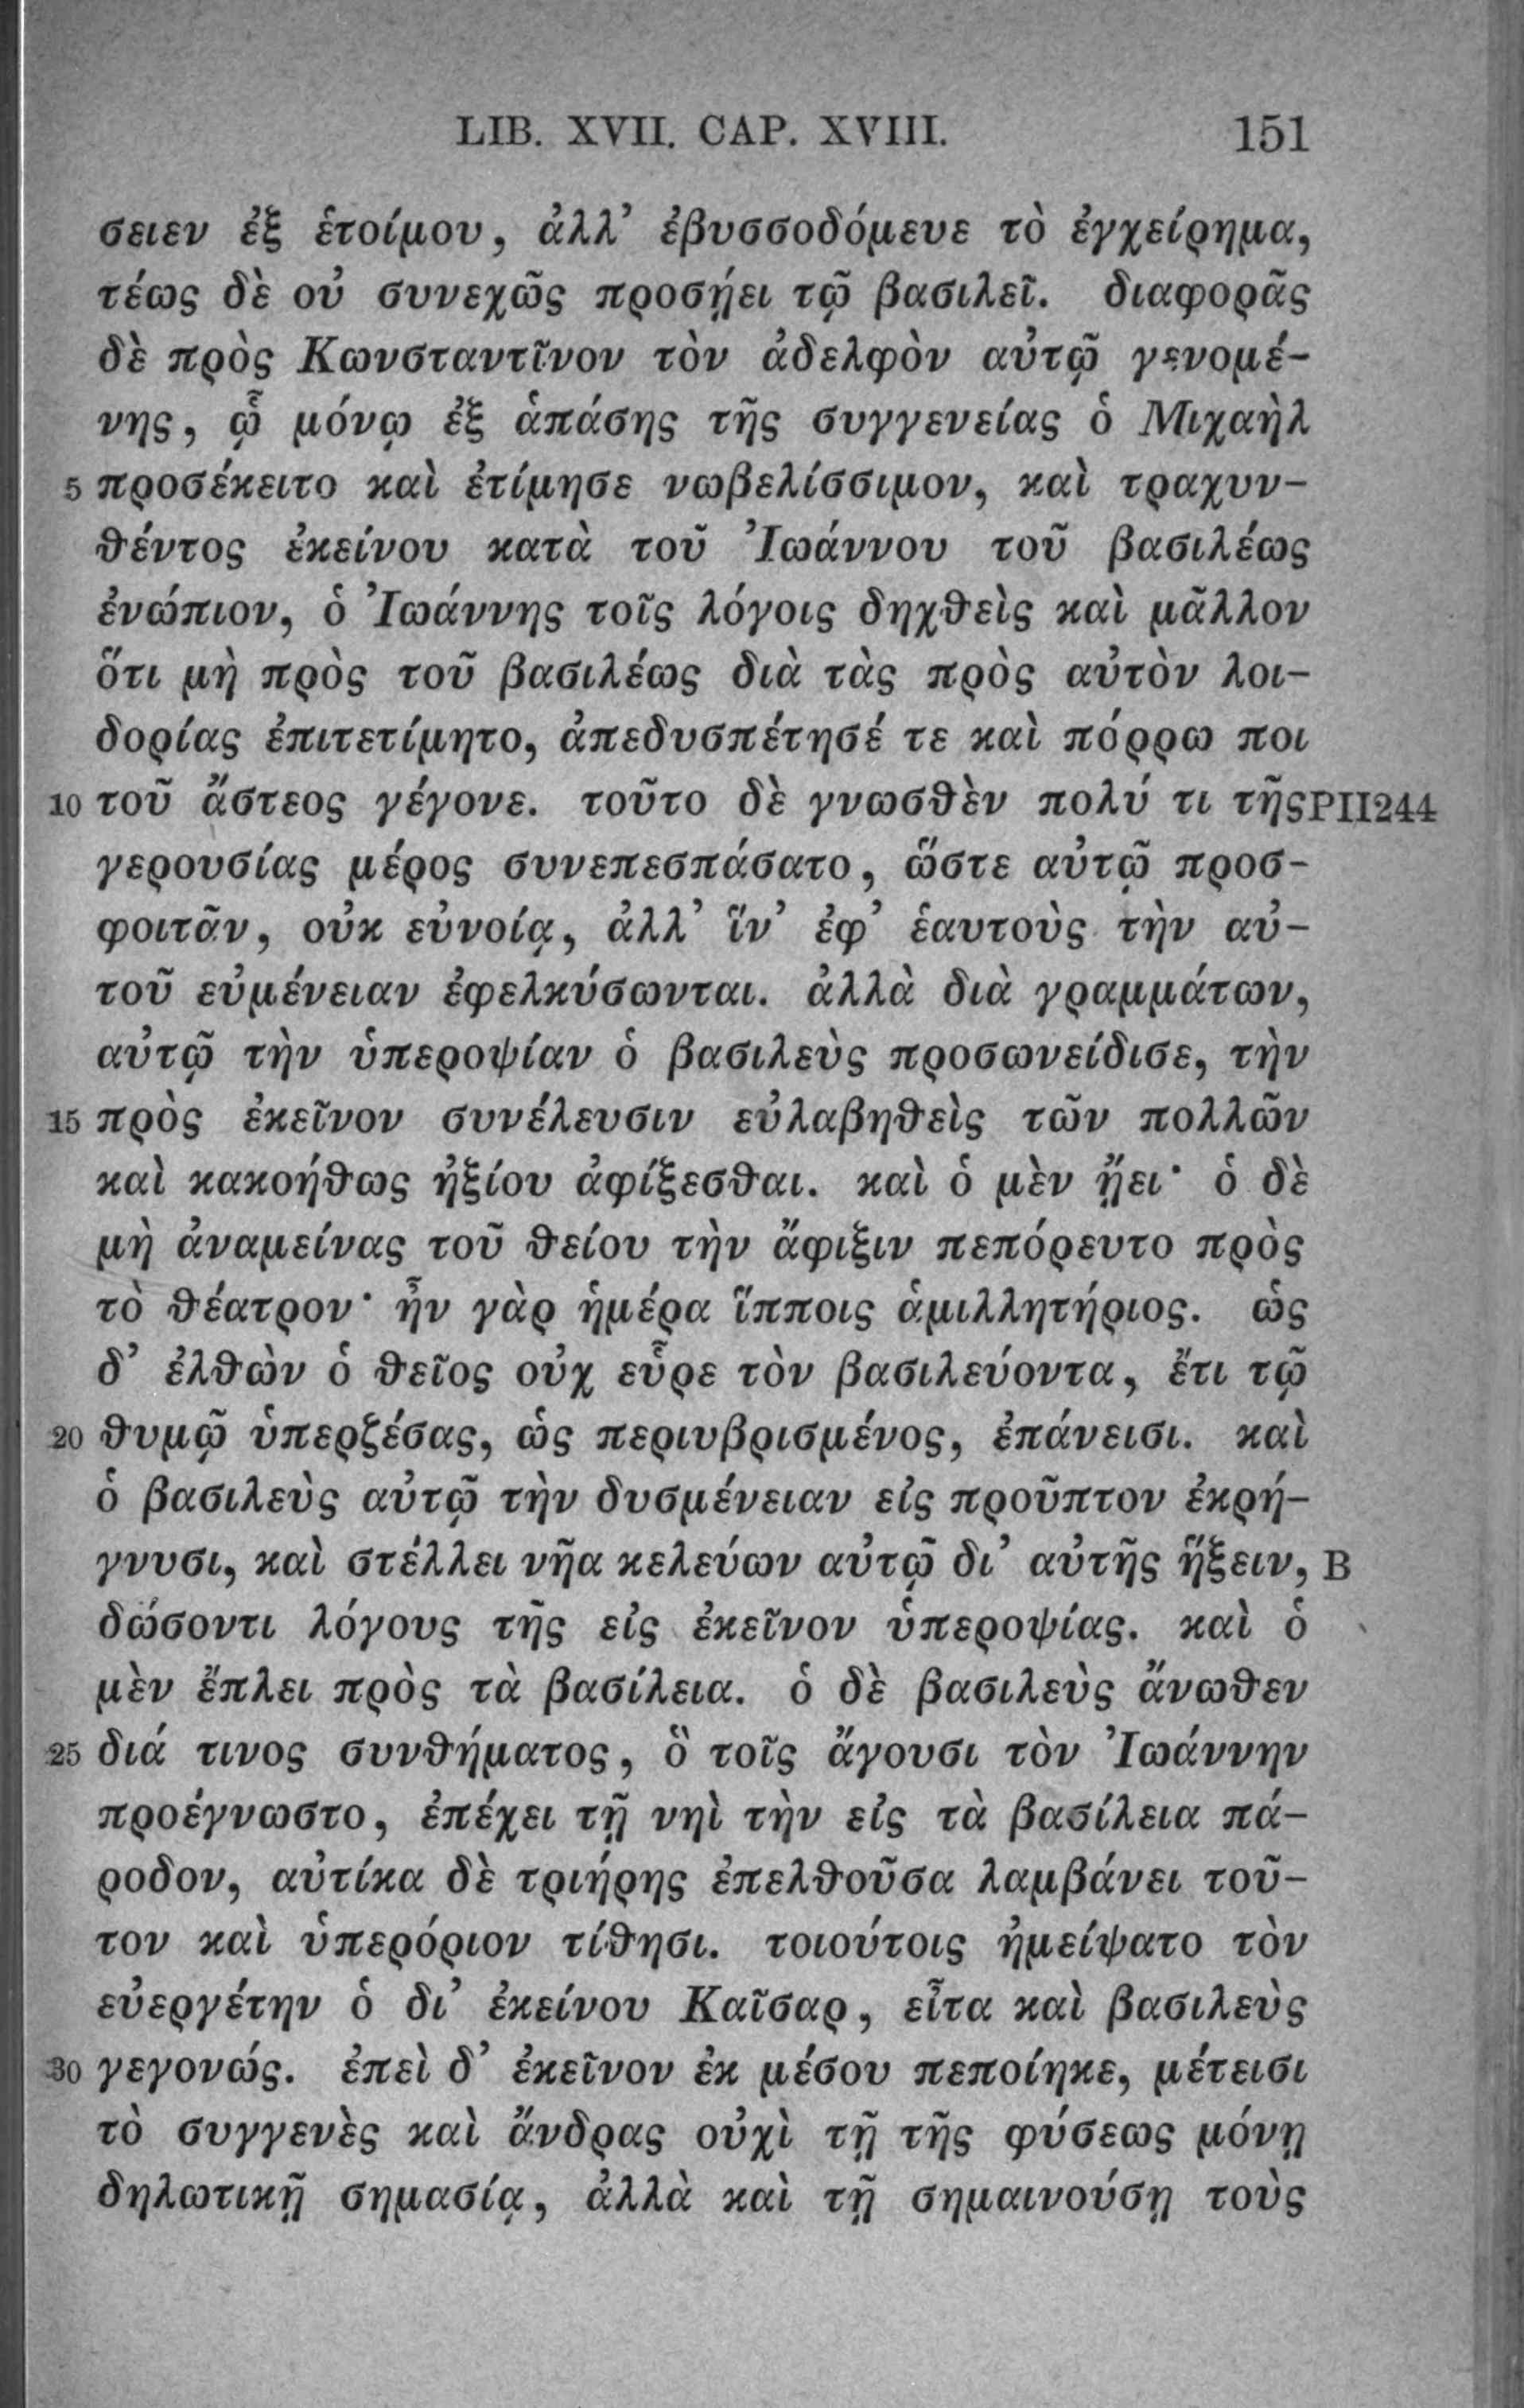 LIB. XVII. CAP. XVIII. 151
σειεν ἐξ ἑτοίμου, ἀλλ’ ἐβυσσοδόμευε τὸ ἐγχείρημα,
τέως δὲ οὐ συνεχῶς προσῄει τῷ βασιλεῖ. διαφορᾶς
δὲ πρὸς Κωνσταντῖνον τὸν ἀδελφὸν αὐτῷ γενομέ-
νης, ᾧ μόνῳ ἐξ ἁπάσης τῆς συγγενείας ὁ Μιχαὴλ
5 προσέκειτο καὶ ἐτίμησε νωβελίσσιμον, καὶ τραχυν-
θέντος ἐκείνου κατὰ τοῦ Ἰωάννου τοῦ βασιλέως
ἐνώπιον, ὁ Ἰωάννης τοῖς λόγοις δηχθεὶς καὶ μᾶλλον
ὅτι μὴ πρὸς τοῦ βασιλέως διὰ τὰς πρὸς αὐτὸν λοι-
δορίας ἐπιτετίμητο, ἀπεδυσπέτησέ τε καὶ πόρρω ποι
10 τοῦ ἄστεος γέγονε. τοῦτο δὲ γνωσθὲν πολύ τι τῆς PII244
γερουσίας μέρος συνεπεσπάσατο, ὥστε αὐτῷ προσ-
φοιτᾶν, οὐκ εὐνοίᾳ, ἀλλ’ ἵν’ ἐφ’ ἑαυτοὺς τὴν αὐ-
τοῦ εὐμένειαν ἐφελκύσωνται. ἀλλὰ διὰ γραμμάτων,
αὐτῷ τὴν ὑπεροψίαν ὁ βασιλεὺς προσωνείδισε, τὴν
15 πρὸς ἐκεῖνον συνέλευσιν εὐλαβηθεὶς τῶν πολλῶν
καὶ κακοήθως ἠξίου ἀφίξεσθαι. καὶ ὁ μὲν ᾔει· ὁ δὲ
μὴ ἀναμείνας τοῦ θείου τὴν ἄφιξιν πεπόρευτο πρὸς
τὸ θέατρον· ἦν γὰρ ἡμέρα ἵπποις ἁμιλλητήριος. ὡς
δ’ ἐλθὼν ὁ θεῖος οὐχ εὗρε τὸν βασιλεύοντα, ἔτι τῷ
20 θυμῷ ὑπερζέσας, ὡς περιυβρισμένος, ἐπάνεισι. καὶ
ὁ βασιλεὺς αὐτῷ τὴν δυσμένειαν εἰς προῦπτον ἐκρή-
γνυσι, καὶ στέλλει νῆα κελεύων αὐτῷ δι’ αὐτῆς ἥξειν, B
δώσοντι λόγους τῆς εἰς ἐκεῖνον ὑπεροψίας. καὶ ὁ
μὲν ἔπλει πρὸς τὰ βασίλεια. ὁ δὲ βασιλεὺς ἄνωθεν
25 διά τινος συνθήματος, ὃ τοῖς ἄγουσι τὸν Ἰωάννην
προέγνωστο, ἐπέχει τῇ νηὶ τὴν εἰς τὰ βασίλεια πά-
ροδον, αὐτίκα δὲ τριήρης ἐπελθοῦσα λαμβάνει τοῦ-
τον καὶ ὑπερόριον τίθησι. τοιούτοις ἠμείψατο τὸν
εὐεργέτην ὁ δι’ ἐκείνου Καῖσαρ, εἶτα καὶ βασιλεὺς
30 γεγονώς. ἐπεὶ δ’ ἐκεῖνον ἐκ μέσου πεποίηκε, μέτεισι
τὸ συγγενὲς καὶ ἄνδρας οὐχὶ τῇ τῆς φύσεως μόνῃ
δηλωτικῇ σημασίᾳ, ἀλλὰ καὶ τῇ σημαινούσῃ τοὺς